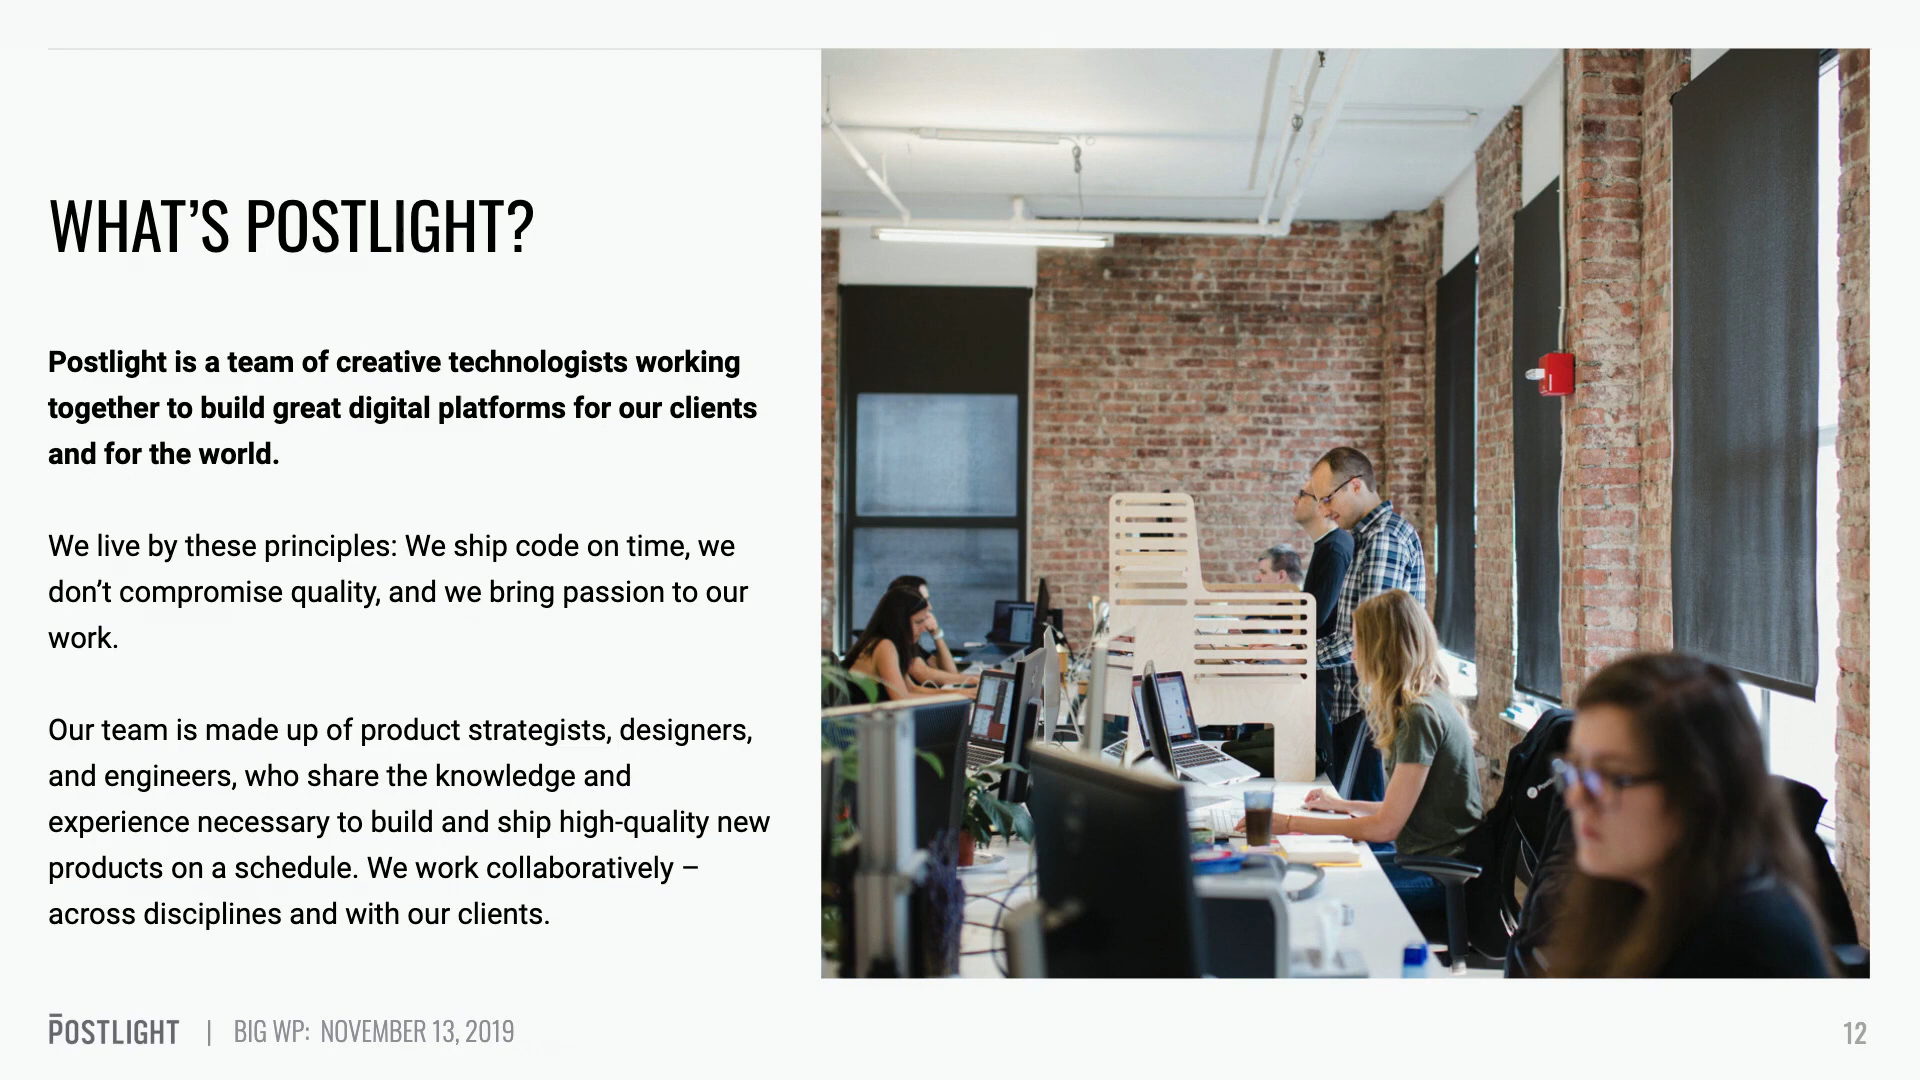 WHAT’S POSTLIGHT?
Postlight is a team of creative technologists working
together to build great digital platforms for our clients
and for the world.
We live by these principles: We ship code on time, we
don’t compromise quality, and we bring passion to our
work.
Our team is made up of product strategists, designers,
and engineers, who share the knowledge and
experience necessary to build and ship high-quality new
products on a schedule. We work collaboratively –
across disciplines and with our clients.
POSTLIGHT | BIG WP: NOVEMBER 13, 2019
12